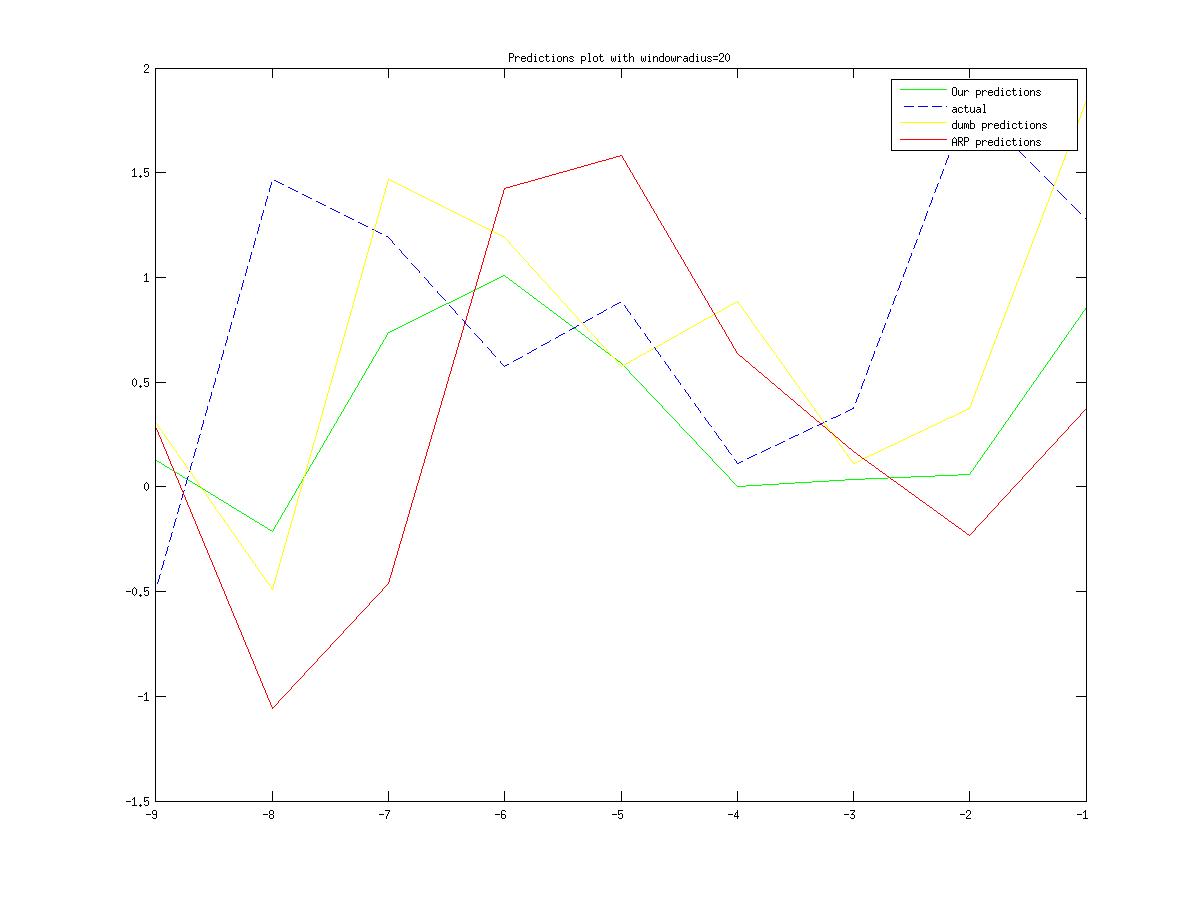 Predictions plot with windowradius=20
Our predictions
actual
dumb predictions
ARP predictions
2
1.5
1
0.5
0
-0.5
-1
-1.5
-9 -8 -7 -6 -5 -4 -3 -2 -1